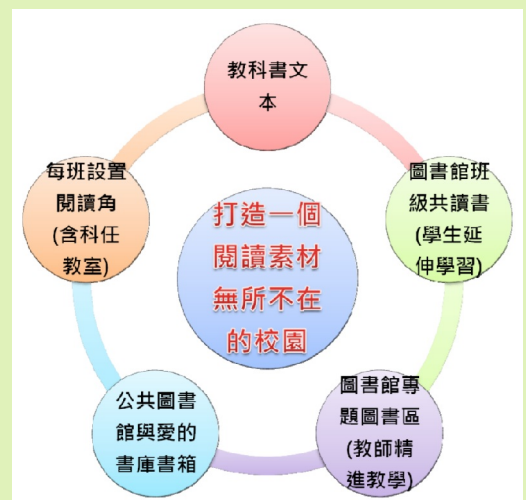 教科書文
本
圖書館班
級共讀書
(學生延
伸學習)
圖書館專
題圖書區
(教師精
進教學)
公共圖書
館與愛的
書庫書箱
每班設置
閱讀角
(含科任
教室)
打造一個
閱讀素材
無所不在
的校園